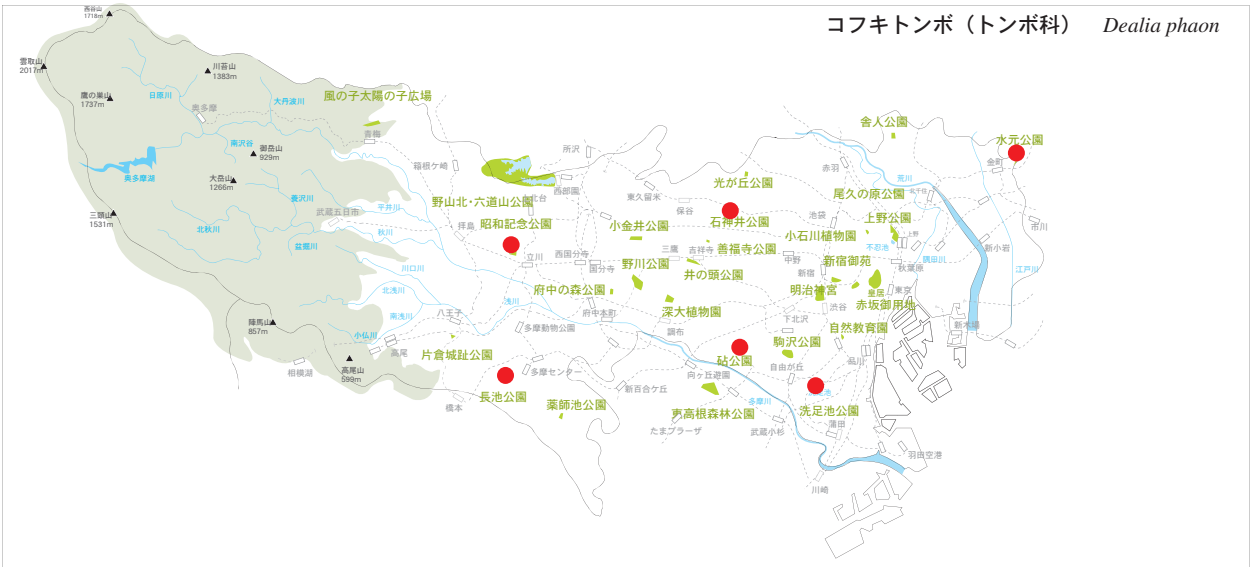 コフキトンボ（トンボ科） Dealia phaon
酉谷山
1718m
雲取山
2017m
川苔山
1383m
鷹の巣山
1737m
日原川
奥多摩
大丹波川
風の子太陽の子広場
青梅
南沢谷
御岳山
929m
奥多摩湖
大岳山
1266m
養沢川
三頭山
1531m
北秋川
盆堀川
武蔵五日市
平井川
秋川
箱根ケ崎
所沢
西郎園
北台
野山北・六道山公園
昭和記念公園
拝島
立川
西国分寺
国分寺
東久留米
保谷
小金井公園
野川公園
府中の森公園
府中本町
三鷹
吉祥寺
井の頭公園
善福寺公園
石神井公園
光が丘公園
舎人公園
水元公園
金町
赤羽
荒川
北千住
尾久の原公園
池袋
上野公園
上野
不忍池
小石川植物園
中野
新宿
新宿御苑
秋葉原
隅田川
新小岩
市川
江戸川
明治神宮
皇居
東京
赤坂御用地
渋谷
下北沢
自然教育園
新木場
深大植物園
調布
駒沢公園
砧公園
自由が丘
品川
川口川
北浅川
南浅川
浅川
八王子
小仏川
陣馬山
857m
高尾山
599m
高尾
相模湖
片倉城趾公園
多摩動物公園
多摩センター
長池公園
橋本
薬師池公園
新百合ケ丘
向ヶ丘遊園
東高根森林公園
たまプラーザ
多摩川
武蔵小杉
洗足池公園
蒲田
羽田空港
川崎